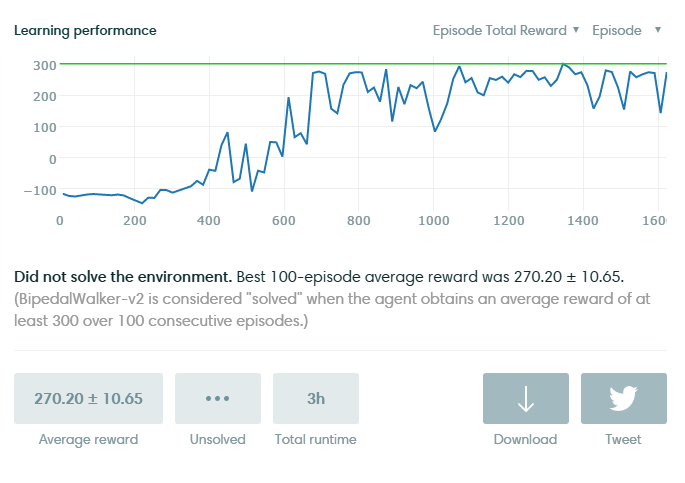 Learning performance
Episode Total Reward ▼ Episode ▼
300
200
100
0
−100
0 200 400 600 800 1000 1200 1400 160
Did not solve the environment. Best 100-episode average reward was 270.20 ± 10.65.
(BipedalWalker-v2 is considered "solved" when the agent obtains an average reward of at
least 300 over 100 consecutive episodes.)
270.20 ± 10.65 ••• 3h
Average reward Unsolved Total runtime Download Tweet